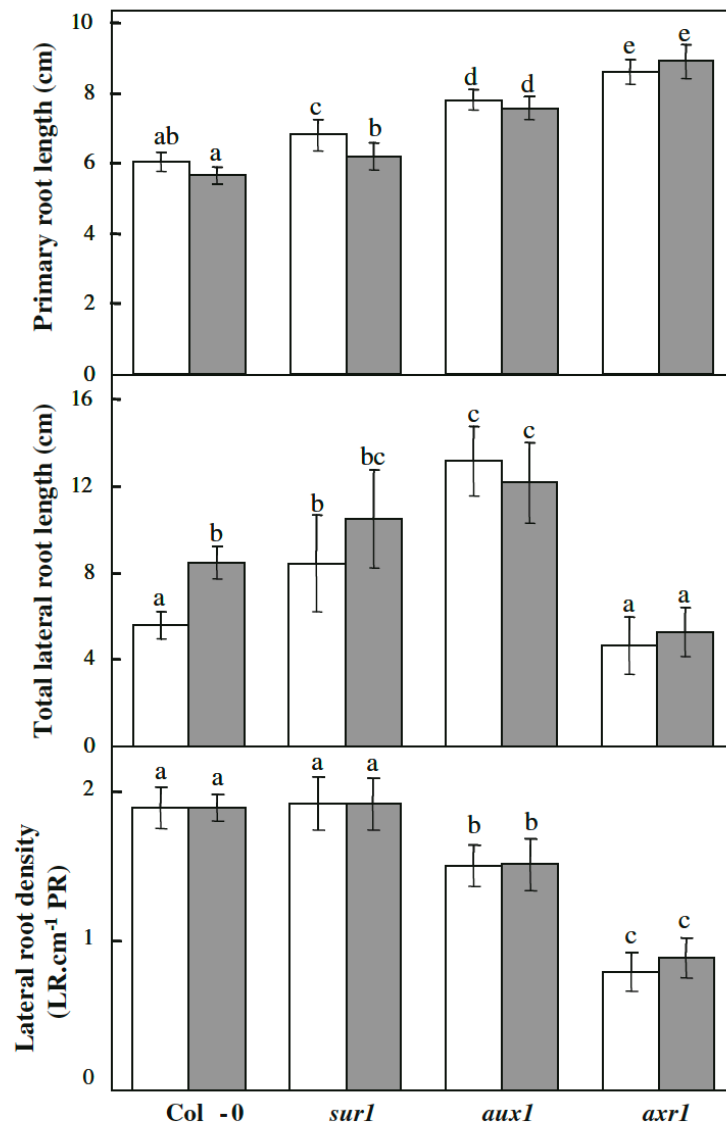 Primary root length (cm)
10
8
6
4
2
0
ab
a
c
b
d
d
e
e
Total lateral root length (cm)
16
12
8
4
0
a
b
b
bc
c
c
a
a
Lateral root density
(LR.cm⁻¹ PR)
2
1
0
a
a
a
a
b
b
c
c
Col -0 sur1 aux1 axr1